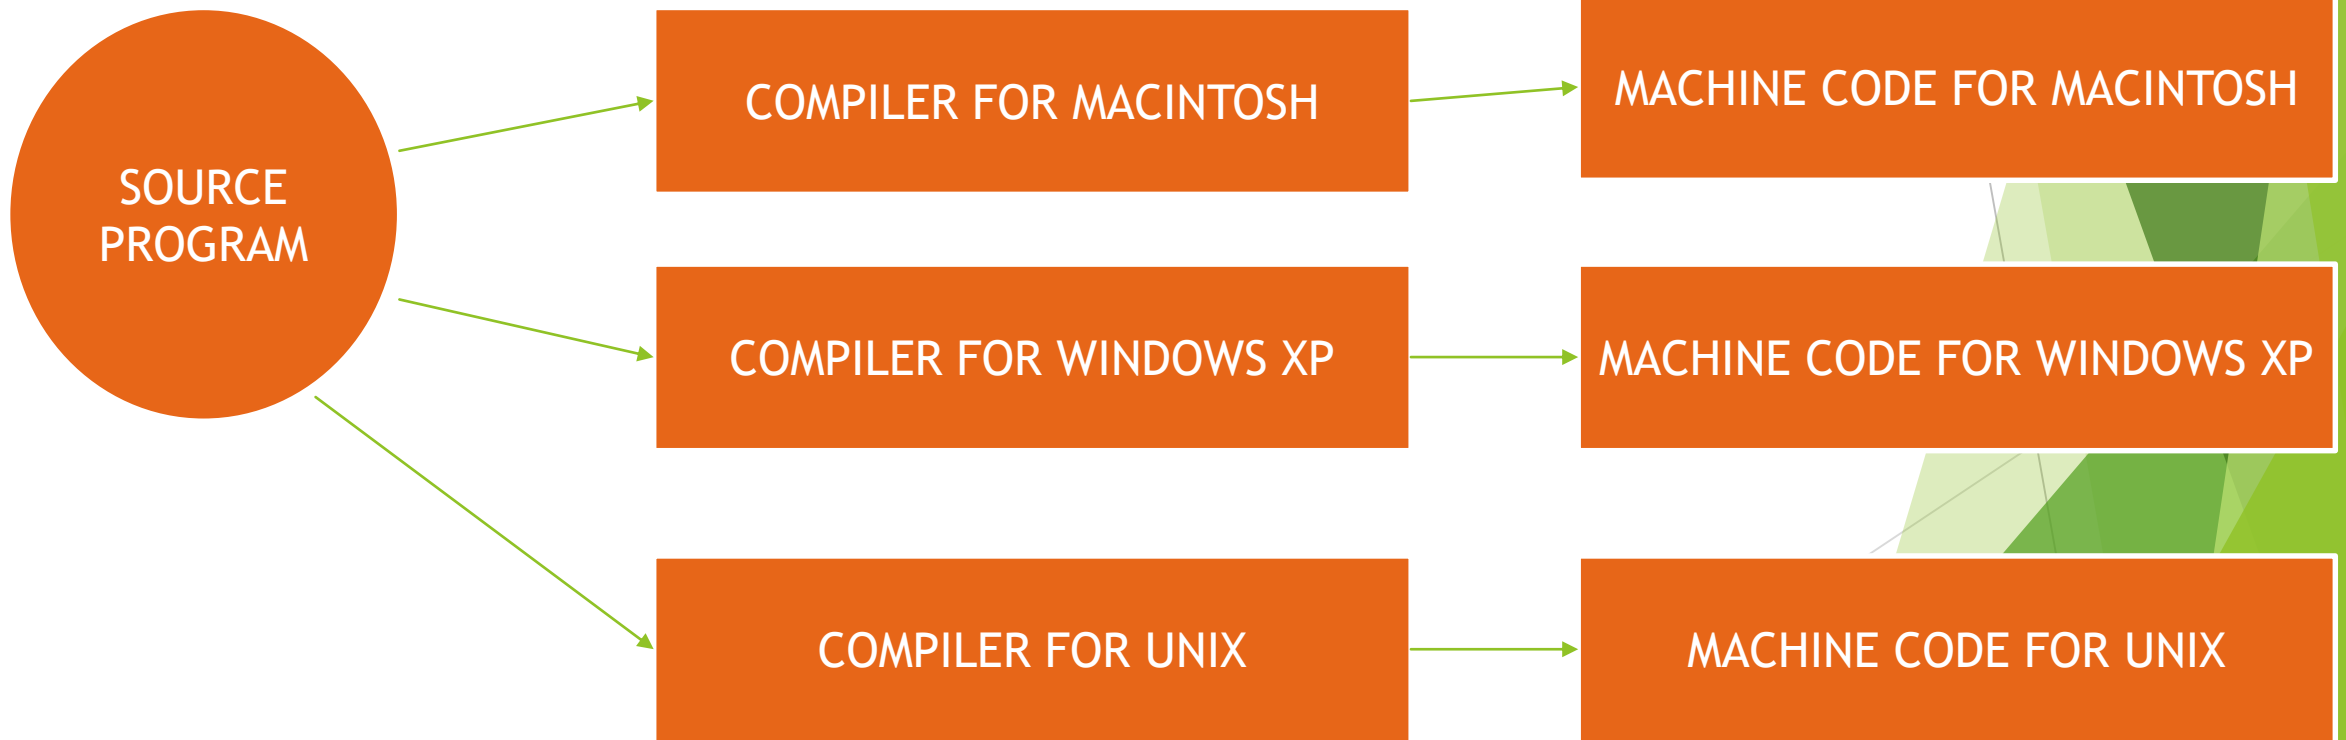 SOURCE
PROGRAM
COMPILER FOR MACINTOSH
MACHINE CODE FOR MACINTOSH
COMPILER FOR WINDOWS XP
MACHINE CODE FOR WINDOWS XP
COMPILER FOR UNIX
MACHINE CODE FOR UNIX